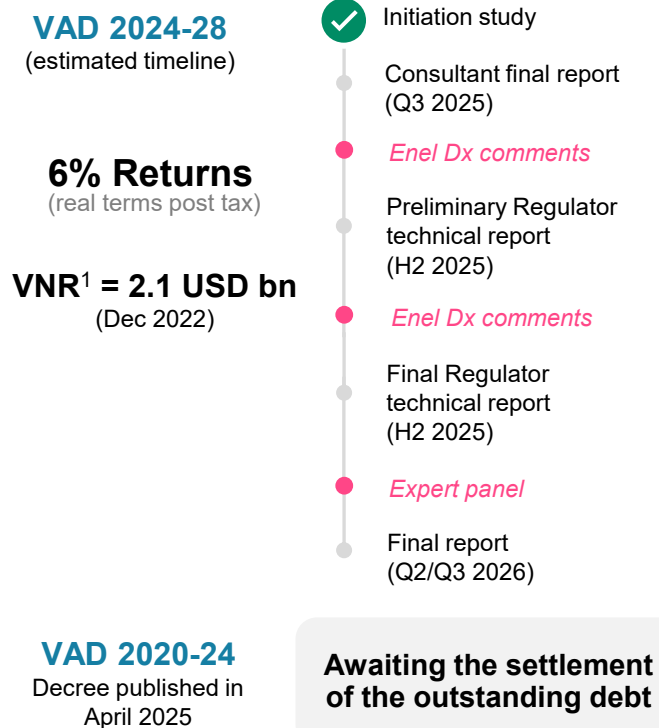 VAD 2024-28
(estimated timeline)
6% Returns
(real terms post tax)
VNR¹ = 2.1 USD bn
(Dec 2022)
Initiation study
Consultant final report
(Q3 2025)
Enel Dx comments
Preliminary Regulator
technical report
(H2 2025)
Enel Dx comments
Final Regulator
technical report
(H2 2025)
Expert panel
Final report
(Q2/Q3 2026)
VAD 2020-24
Decree published in
April 2025
Awaiting the settlement
of the outstanding debt